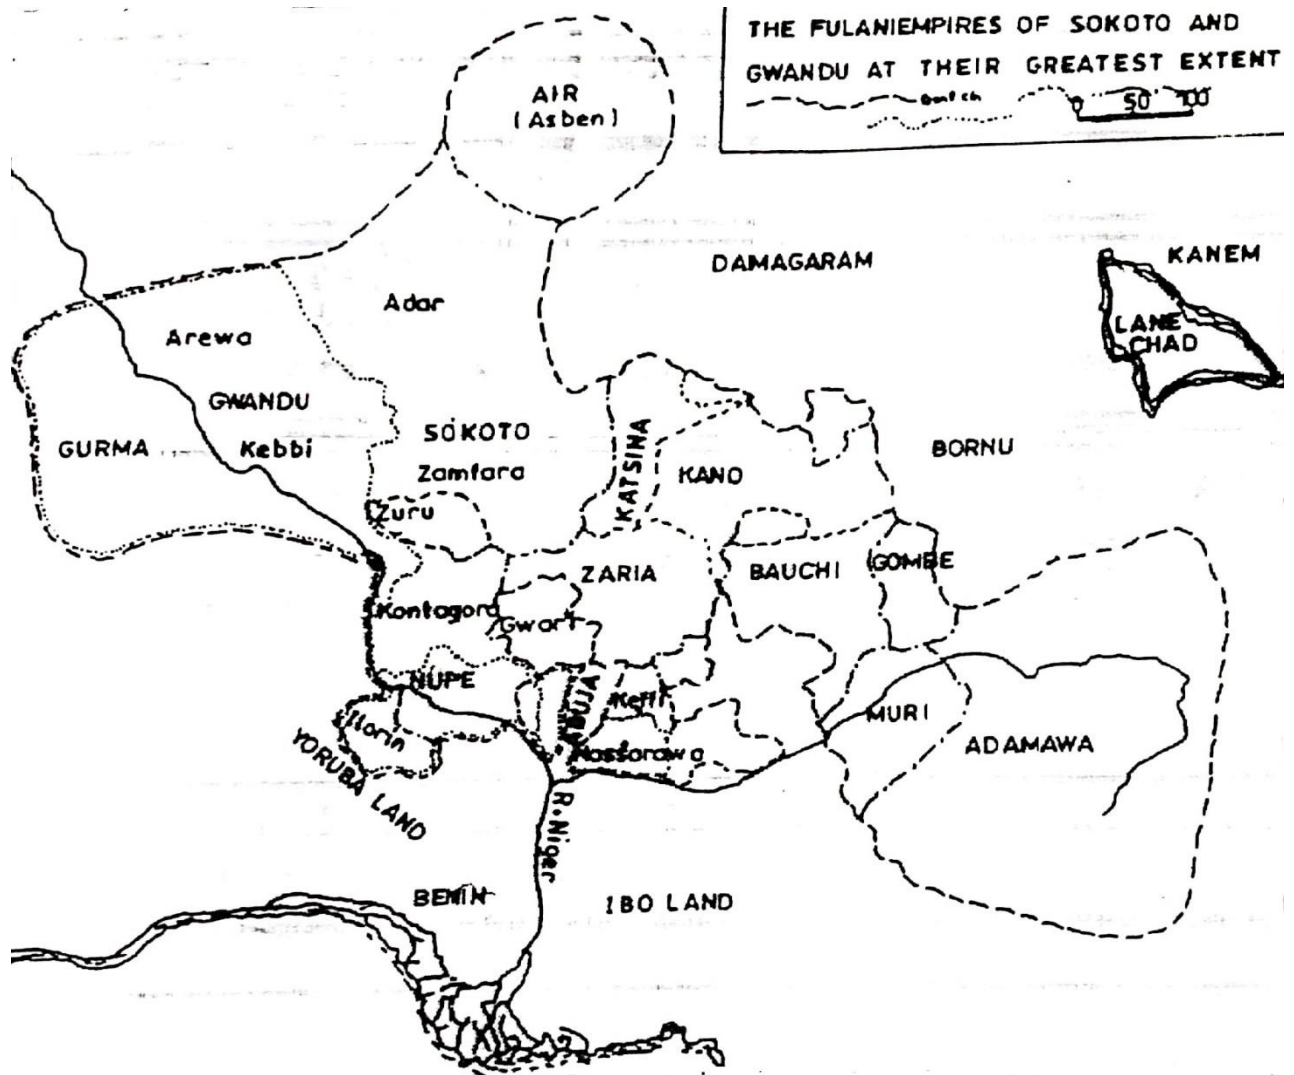 THE FULANIEMPIRES OF SOKOTO AND
GWANDU AT THEIR GREATEST EXTENT
0 50 100
AIR
(Asben)
DAMAGARAM
KANEM
LANE
CHAD
Adar
Arewa
GWANDU
GURMA
Kebbi
SOKOTO
Zamfara
KATSINA
KANO
BORNU
Zuru
ZARIA
BAUCHI
GOMBE
Kontagora
Gwari
NUPE
ABUJA
Keffi
Nassarawa
MURI
ADAMAWA
Ilorin
YORUBA LAND
R. Niger
BENIN
IBO LAND